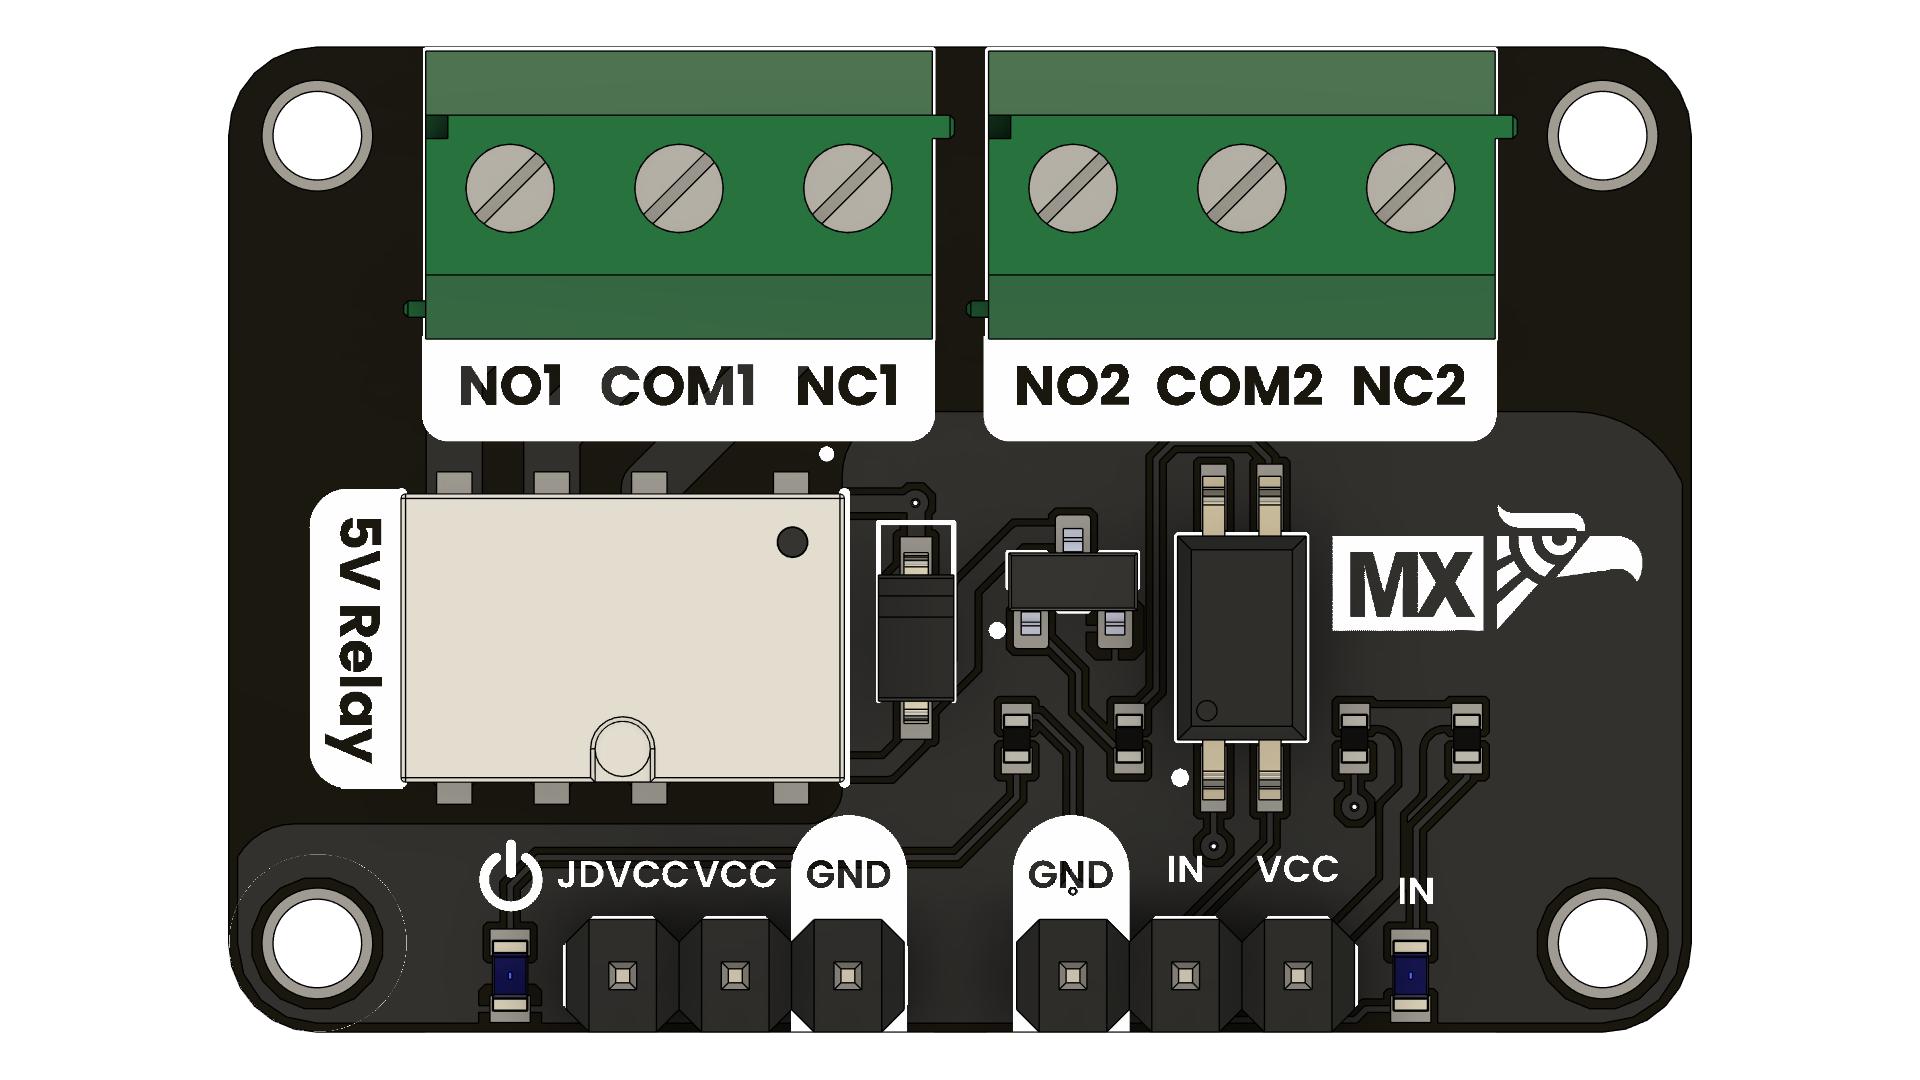 NO1 COM1 NC1
NO2 COM2 NC2
5V Relay
MX
JDVCC VCC GND
GND IN VCC
IN